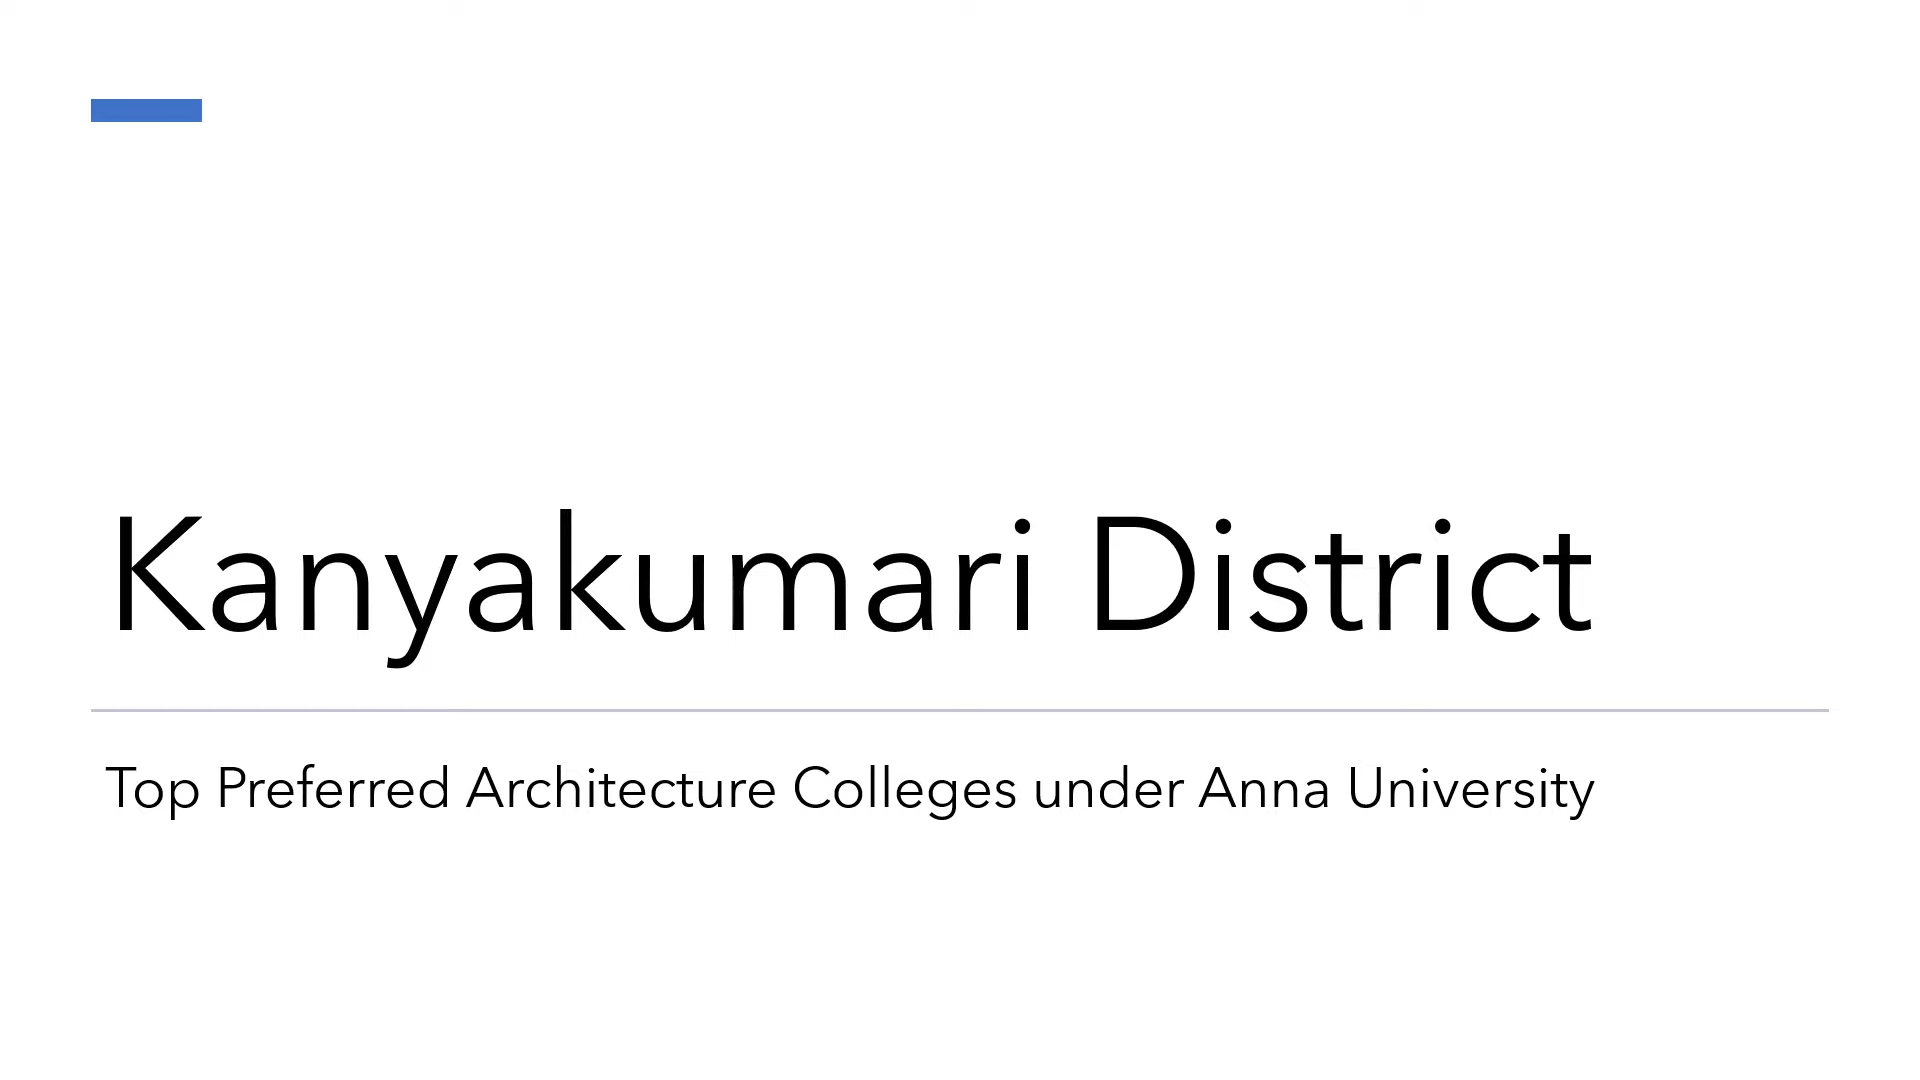 Kanyakumari District
Top Preferred Architecture Colleges under Anna University